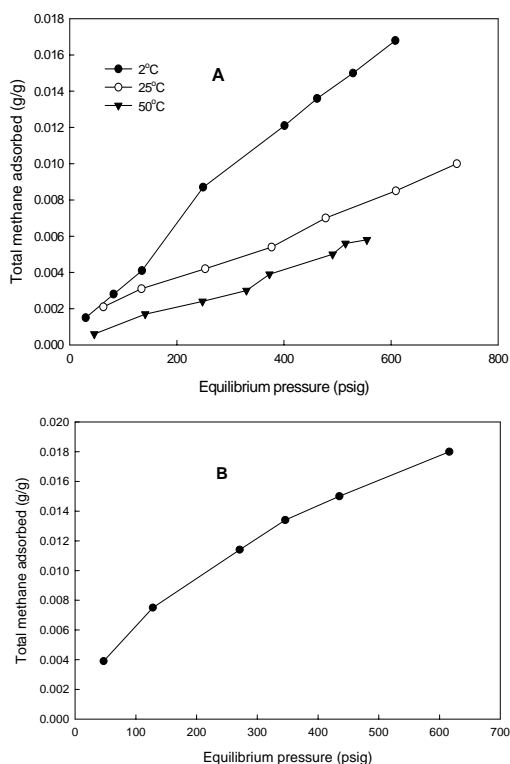 0.018
0.016
0.014
0.012
0.010
0.008
0.006
0.004
0.002
0.000
Total methane adsorbed (g/g)
A
2°C
25°C
50°C
0 200 400 600 800
Equilibrium pressure (psig)
0.020
0.018
0.016
0.014
0.012
0.010
0.008
0.006
0.004
0.002
0.000
Total methane adsorbed (g/g)
B
0 100 200 300 400 500 600 700
Equilibrium pressure (psig)